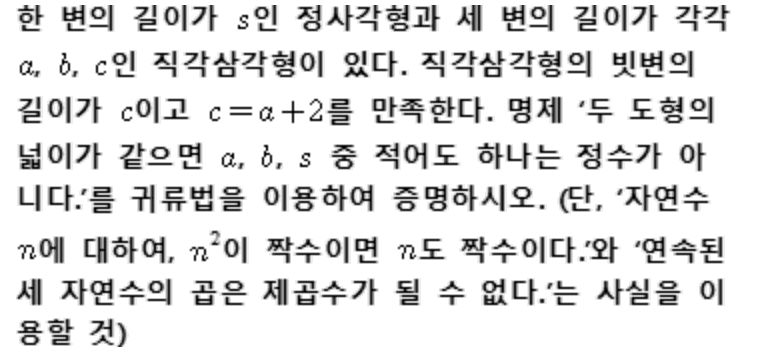 한 변의 길이가 s인 정사각형과 세 변의 길이가 각각
a, b, c인 직각삼각형이 있다. 직각삼각형의 빗변의
길이가 c이고 c=a+2를 만족한다. 명제 ‘두 도형의
넓이가 같으면 a, b, s 중 적어도 하나는 정수가 아
니다.’를 귀류법을 이용하여 증명하시오. (단, ‘자연수
n에 대하여, n²이 짝수이면 n도 짝수이다.’와 ‘연속된
세 자연수의 곱은 제곱수가 될 수 없다.’는 사실을 이
용할 것)